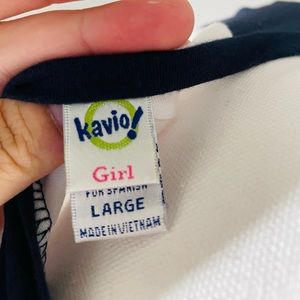 kavio!
Girl
FOR SPANISH
LARGE
MADE IN VIETNAM